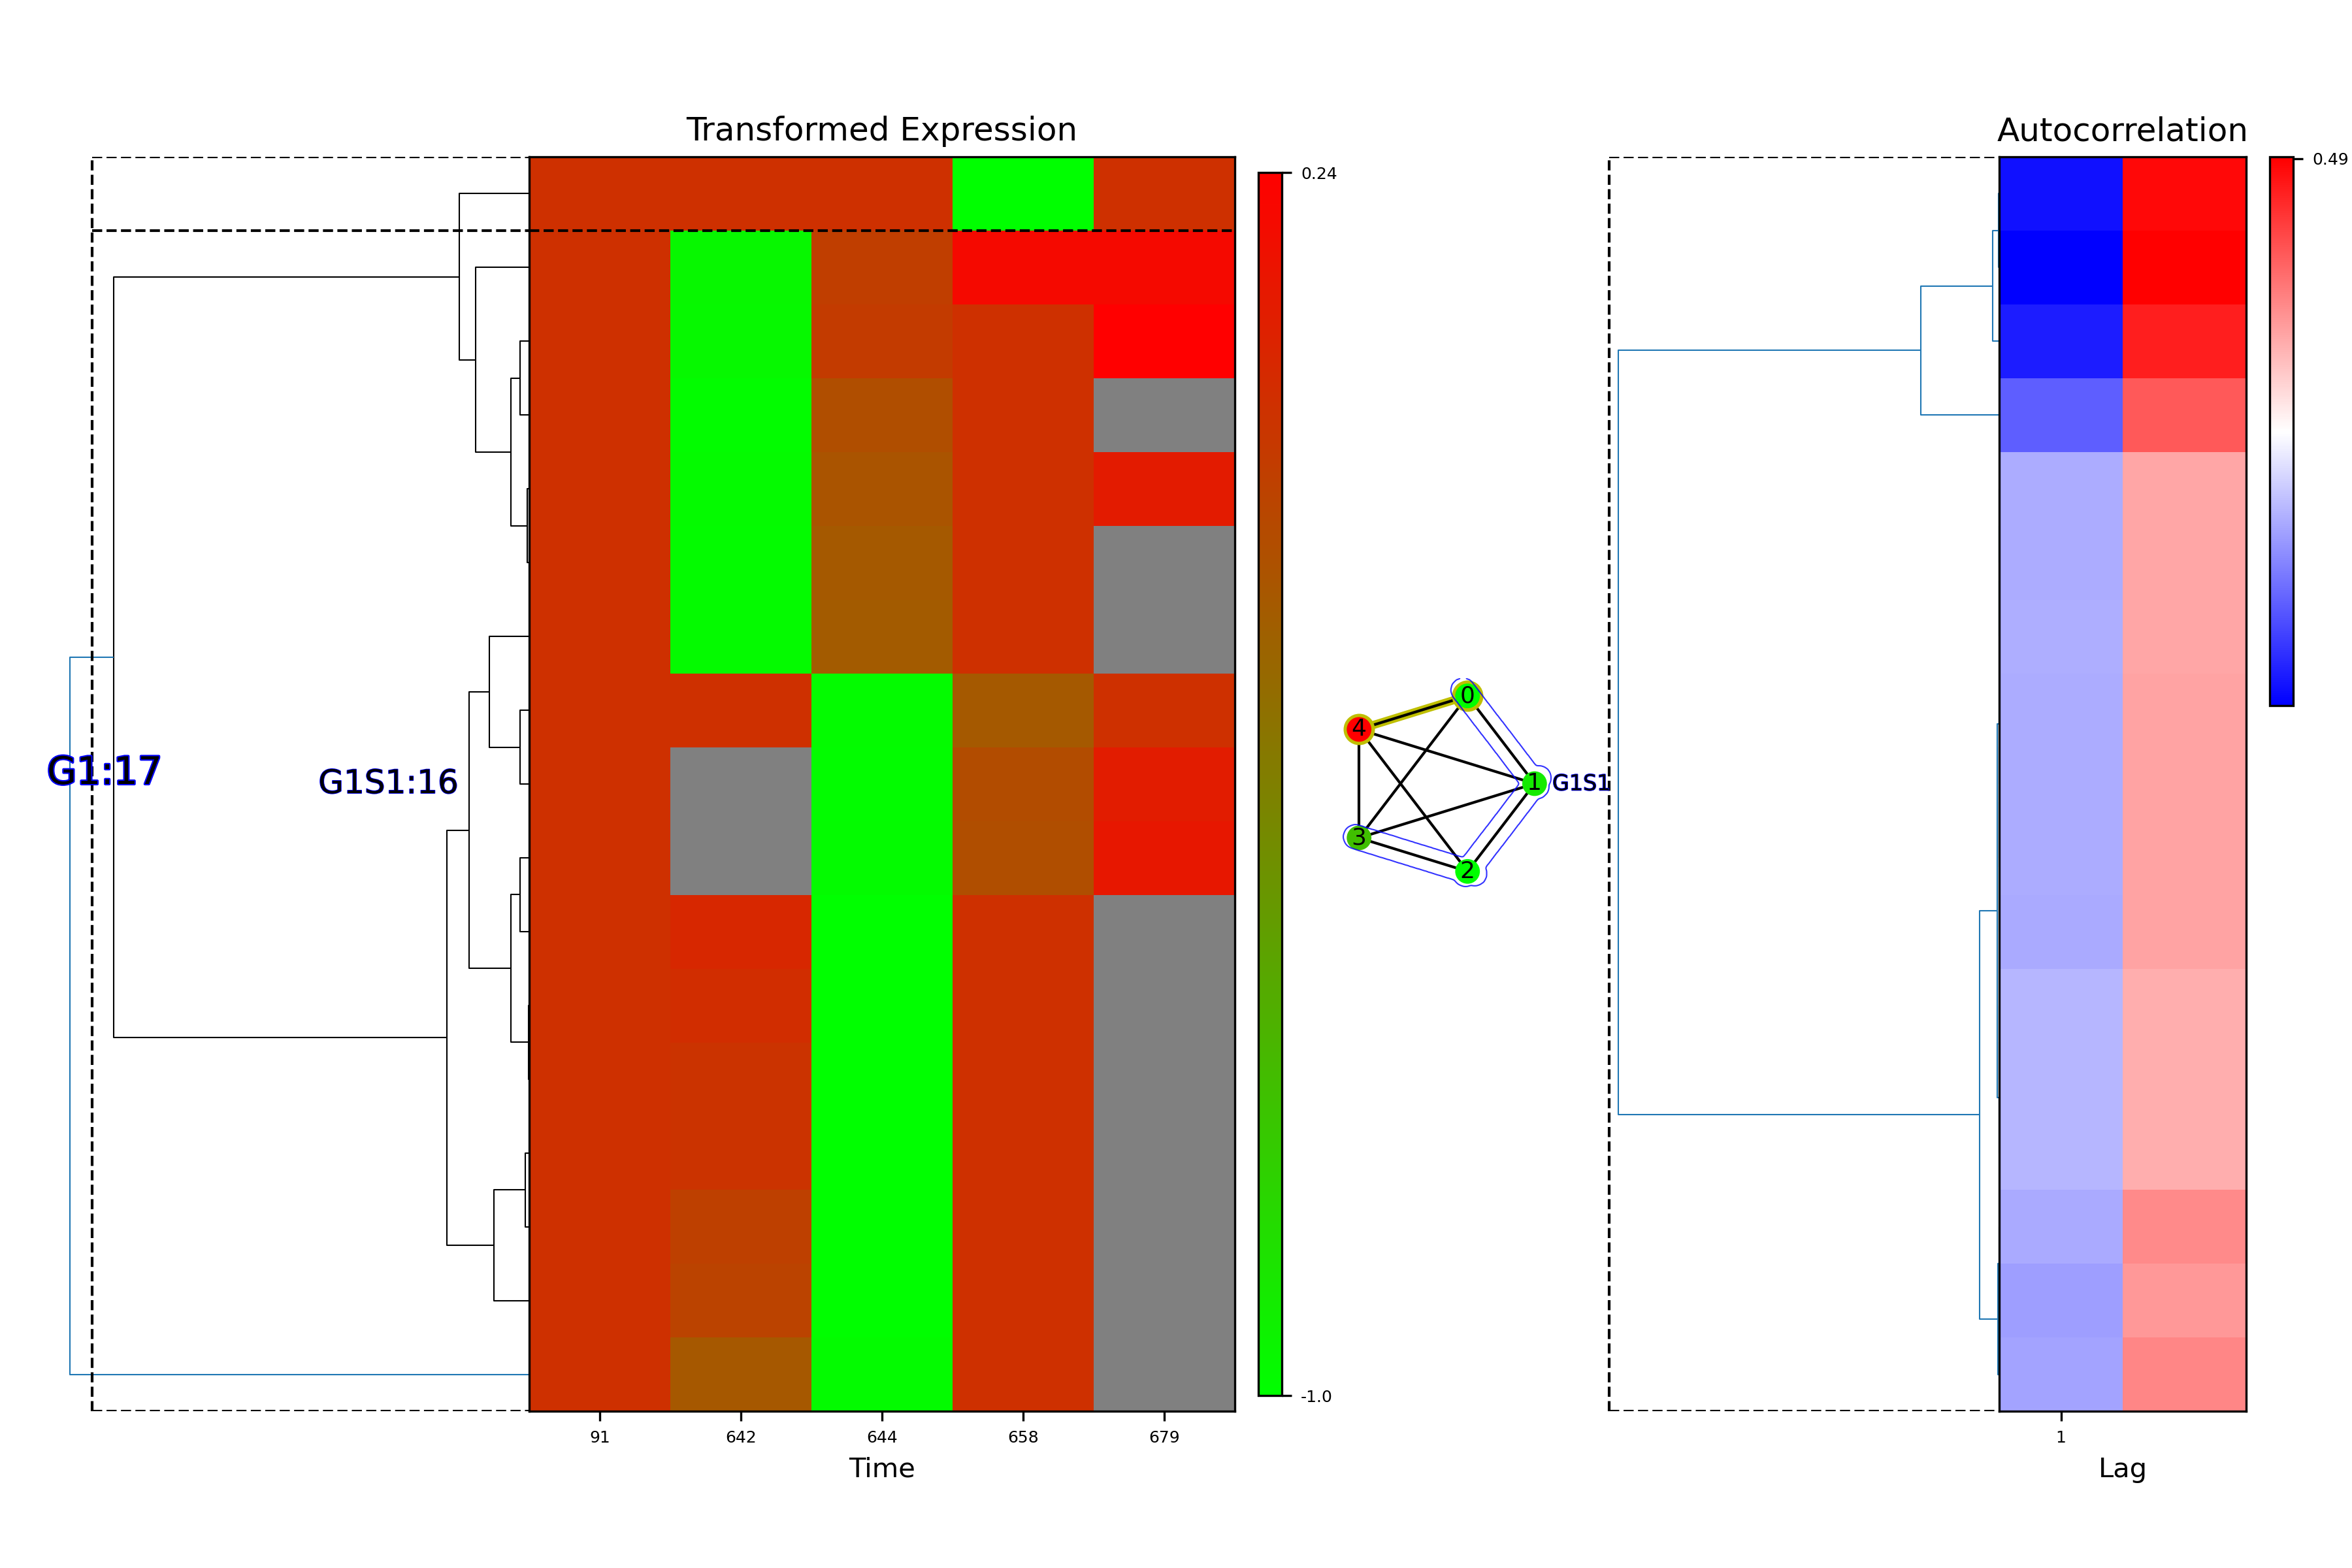 Transformed Expression
Autocorrelation
0.24
0.49
G1:17
G1S1:16
0
4
1
G1S1
3
2
-1.0
91
642
644
658
679
1
Time
Lag